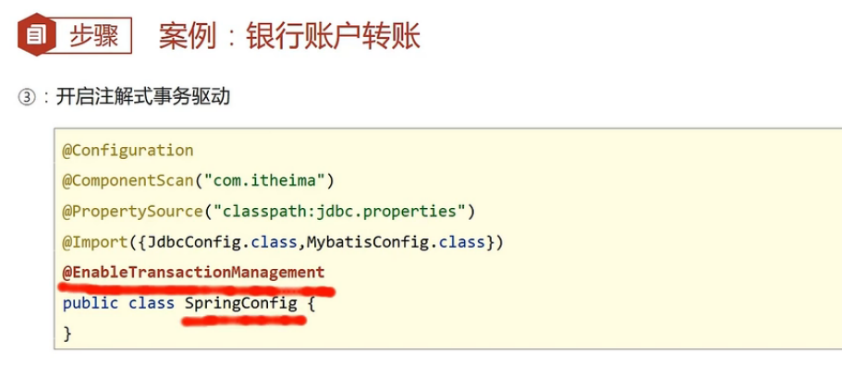 步骤 案例：银行账户转账
③：开启注解式事务驱动
@Configuration
@ComponentScan("com.itheima")
@PropertySource("classpath:jdbc.properties")
@Import({JdbcConfig.class,MybatisConfig.class})
@EnableTransactionManagement
public class SpringConfig {
}